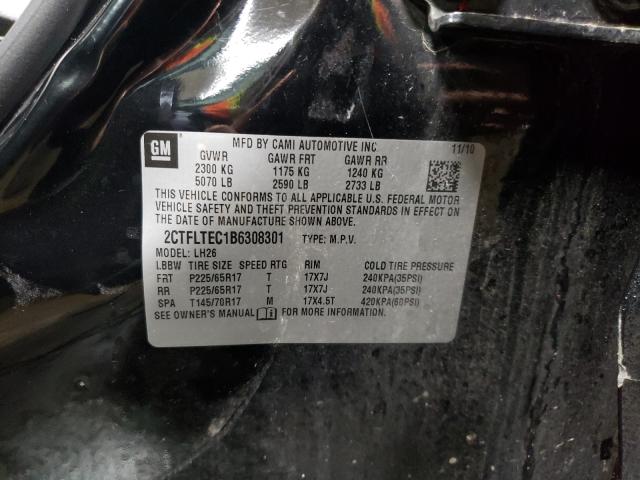 GM
MFD BY CAMI AUTOMOTIVE INC 11/10
GVWR GAWR FRT GAWR RR
2300 KG 1175 KG 1240 KG
5070 LB 2590 LB 2733 LB
THIS VEHICLE CONFORMS TO ALL APPLICABLE U.S. FEDERAL MOTOR
VEHICLE SAFETY AND THEFT PREVENTION STANDARDS IN EFFECT ON
THE DATE OF MANUFACTURE SHOWN ABOVE.
2CTFLTEC1B6308301 TYPE: M.P.V.
MODEL: LH26
LBBW TIRE SIZE SPEED RTG RIM COLD TIRE PRESSURE
FRT P225/65R17 T 17X7J 240KPA(35PSI)
RR P225/65R17 T 17X7J 240KPA(35PSI)
SPA T145/70R17 M 17X4.5T 420KPA(60PSI)
SEE OWNER'S MANUAL FOR MORE INFORMATION.